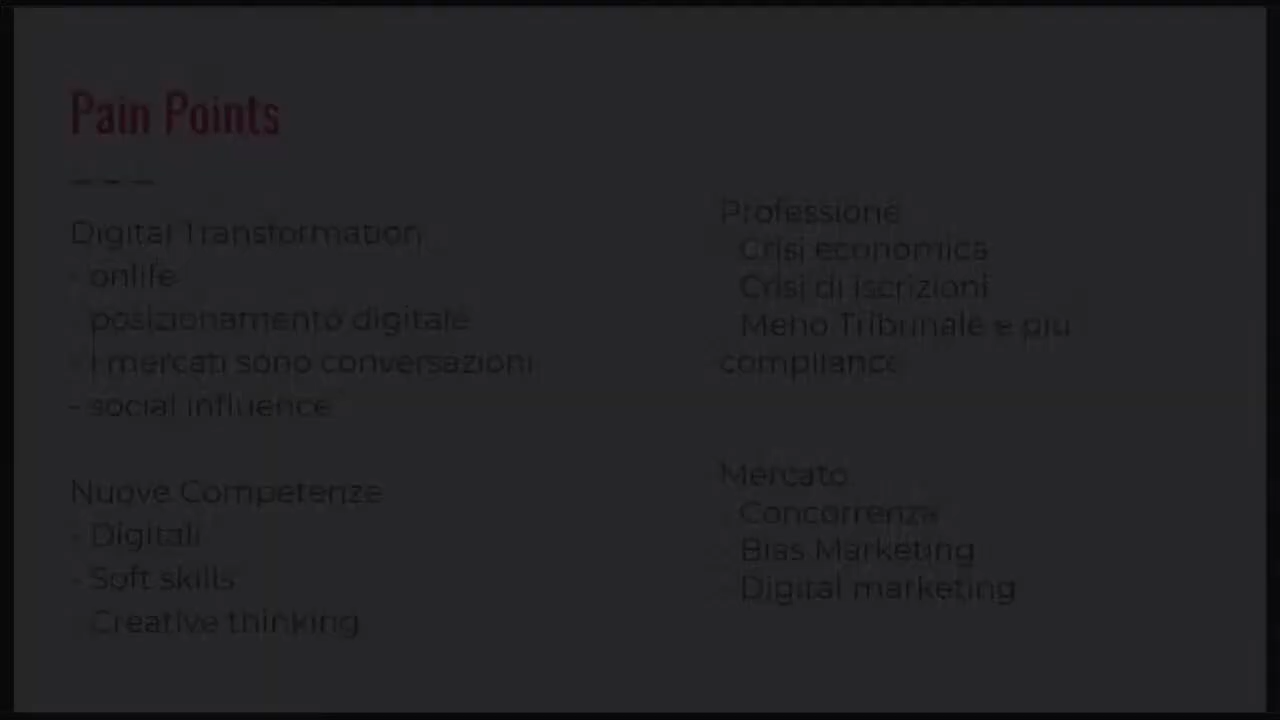 Pain Points
Digital Transformation
- onlife
- posizionamento digitale
- i mercati sono conversazioni
- social influence
Nuove Competenze
- Digitali
- Soft skills
- Creative thinking
Professione
- Crisi economica
- Crisi di iscrizioni
- Meno Tribunale e più
compliance
Mercato
- Concorrenza
- Bias Marketing
- Digital marketing